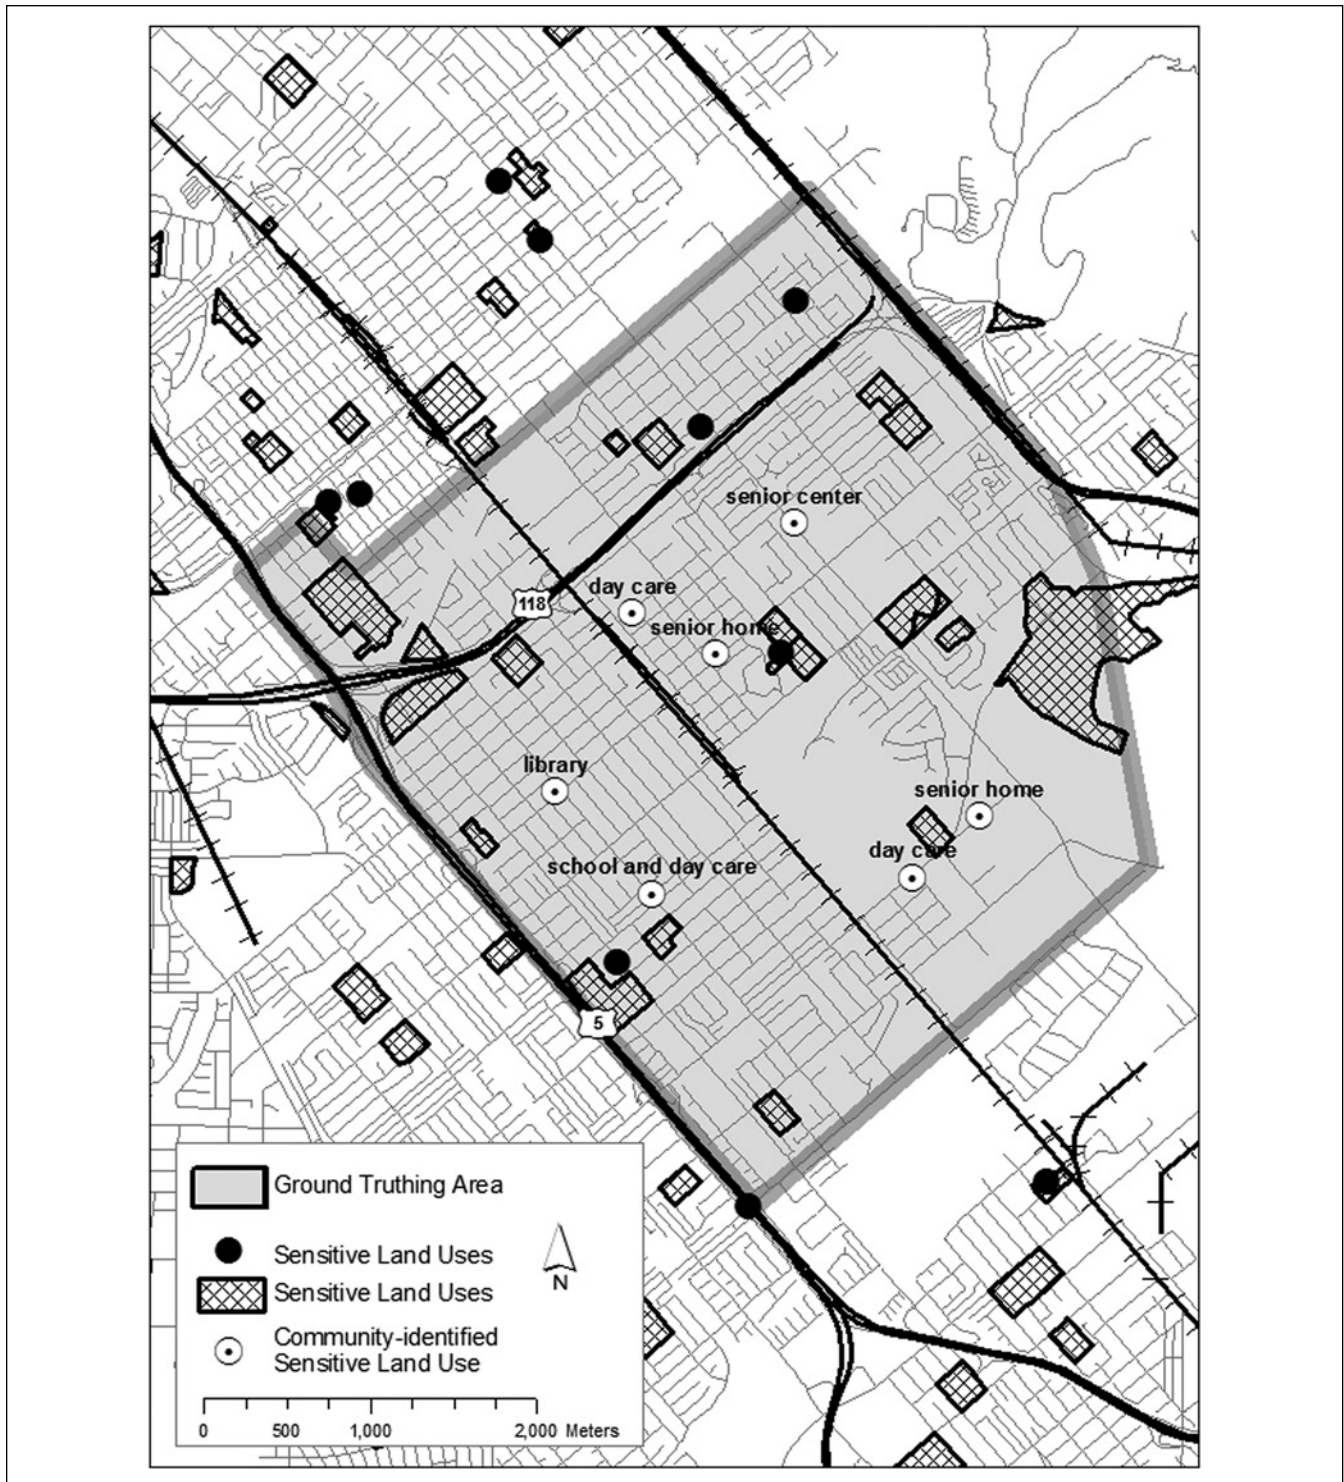 senior center
day care
118
senior home
library
senior home
school and day care
day care
5
Ground Truthing Area
Sensitive Land Uses
Sensitive Land Uses
N
Community-identified
Sensitive Land Use
0 500 1,000 2,000 Meters